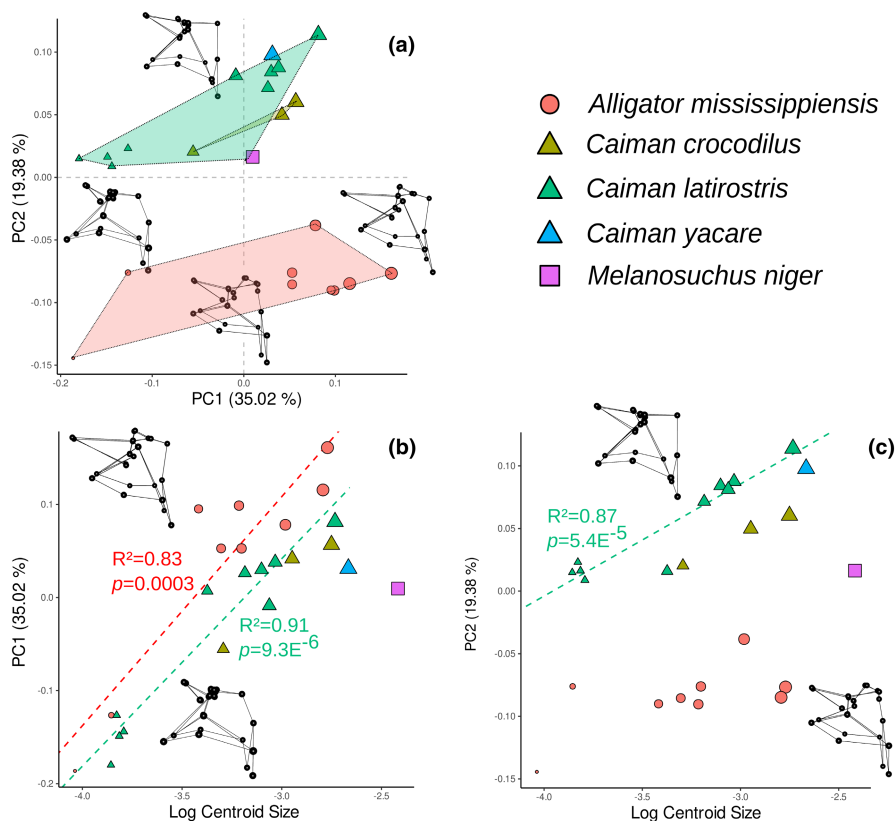 (a)
PC2 (19.38 %)
0.10
0.05
0.00
-0.05
-0.10
-0.15
-0.2
-0.1
0.0
0.1
PC1 (35.02 %)
Alligator mississippiensis
Caiman crocodilus
Caiman latirostris
Caiman yacare
Melanosuchus niger
(b)
PC1 (35.02 %)
0.1
0.0
-0.1
-0.2
R²=0.83
p=0.0003
R²=0.91
p=9.3E-6
-4.0
-3.5
-3.0
-2.5
Log Centroid Size
(c)
PC2 (19.38 %)
0.10
0.05
0.00
-0.05
-0.10
-0.15
R²=0.87
p=5.4E-5
-4.0
-3.5
-3.0
-2.5
Log Centroid Size